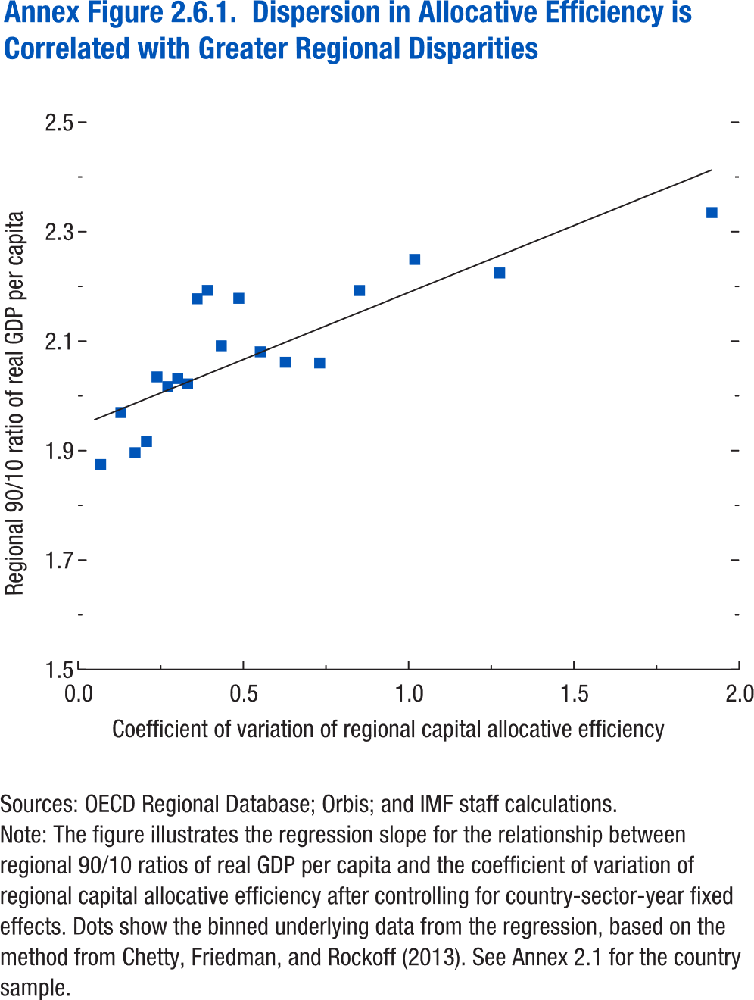 Annex Figure 2.6.1.  Dispersion in Allocative Efficiency is
Correlated with Greater Regional Disparities
Regional 90/10 ratio of real GDP per capita
2.5
2.3
2.1
1.9
1.7
1.5
0.0 0.5 1.0 1.5 2.0
Coefficient of variation of regional capital allocative efficiency
Sources: OECD Regional Database; Orbis; and IMF staff calculations.
Note: The figure illustrates the regression slope for the relationship between
regional 90/10 ratios of real GDP per capita and the coefficient of variation of
regional capital allocative efficiency after controlling for country-sector-year fixed
effects. Dots show the binned underlying data from the regression, based on the
method from Chetty, Friedman, and Rockoff (2013). See Annex 2.1 for the country
sample.